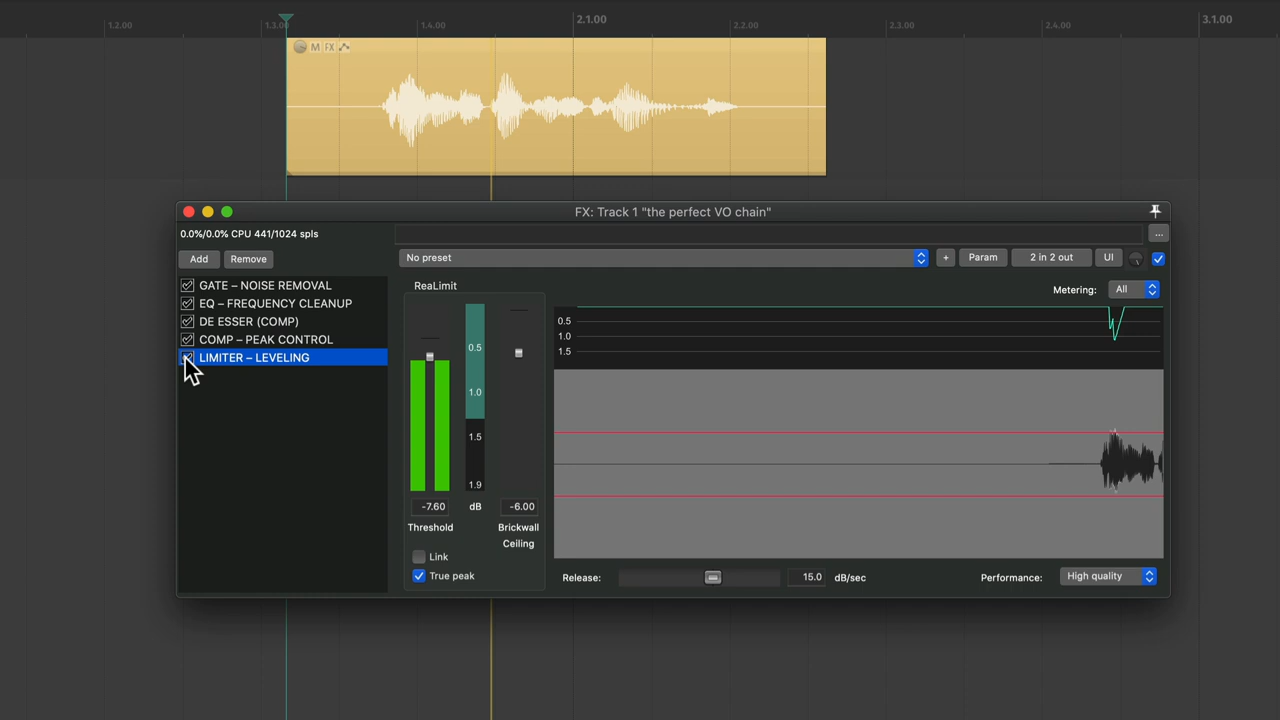 1.2.00
1.3.00
1.4.00
2.1.00
2.2.00
2.3.00
2.4.00
3.1.00
M FX
FX: Track 1 "the perfect VO chain"
0.0%/0.0% CPU 441/1024 spls
...
Add
Remove
No preset
+
Param
2 in 2 out
UI
GATE – NOISE REMOVAL
EQ – FREQUENCY CLEANUP
DE ESSER (COMP)
COMP – PEAK CONTROL
LIMITER – LEVELING
ReaLimit
Metering:
All
0.5
1.0
1.5
1.9
0.5
1.0
1.5
-7.60
dB
-6.00
Threshold
Brickwall
Ceiling
Link
True peak
Release:
15.0
dB/sec
Performance:
High quality